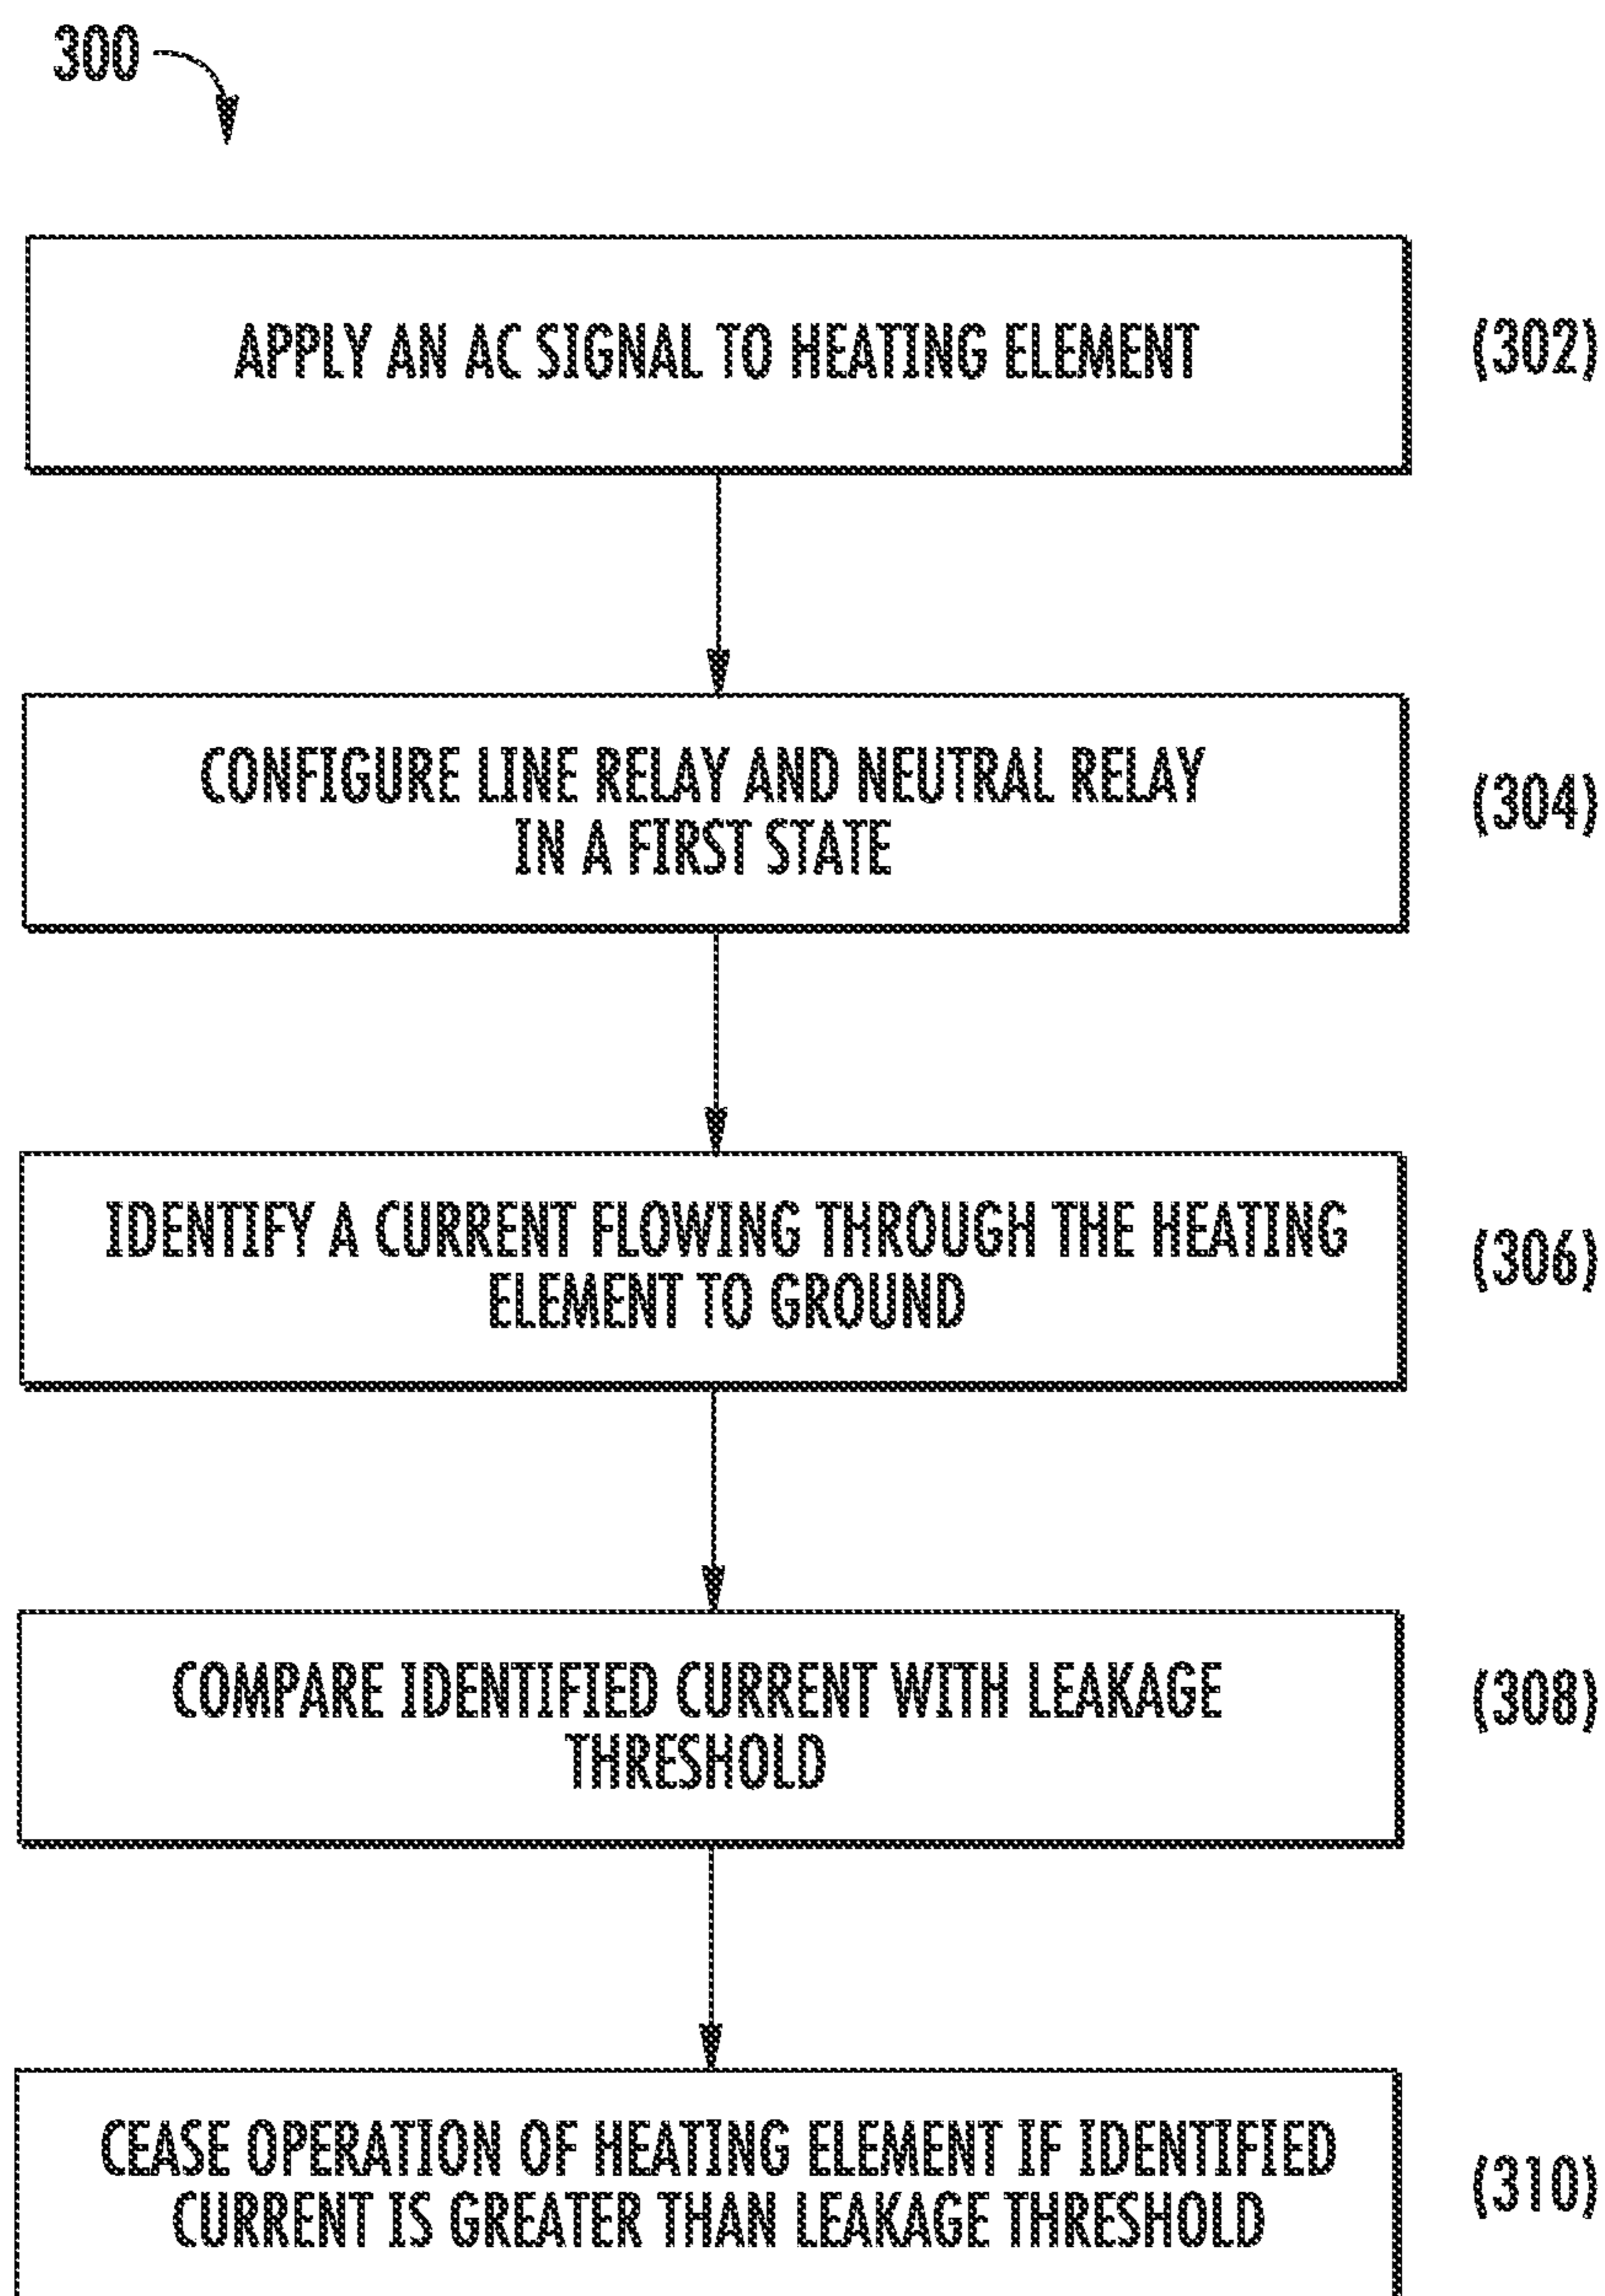 300
APPLY AN AC SIGNAL TO HEATING ELEMENT
(302)
CONFIGURE LINE RELAY AND NEUTRAL RELAY
IN A FIRST STATE
(304)
IDENTIFY A CURRENT FLOWING THROUGH THE HEATING
ELEMENT TO GROUND
(306)
COMPARE IDENTIFIED CURRENT WITH LEAKAGE
THRESHOLD
(308)
CEASE OPERATION OF HEATING ELEMENT IF IDENTIFIED
CURRENT IS GREATER THAN LEAKAGE THRESHOLD
(310)